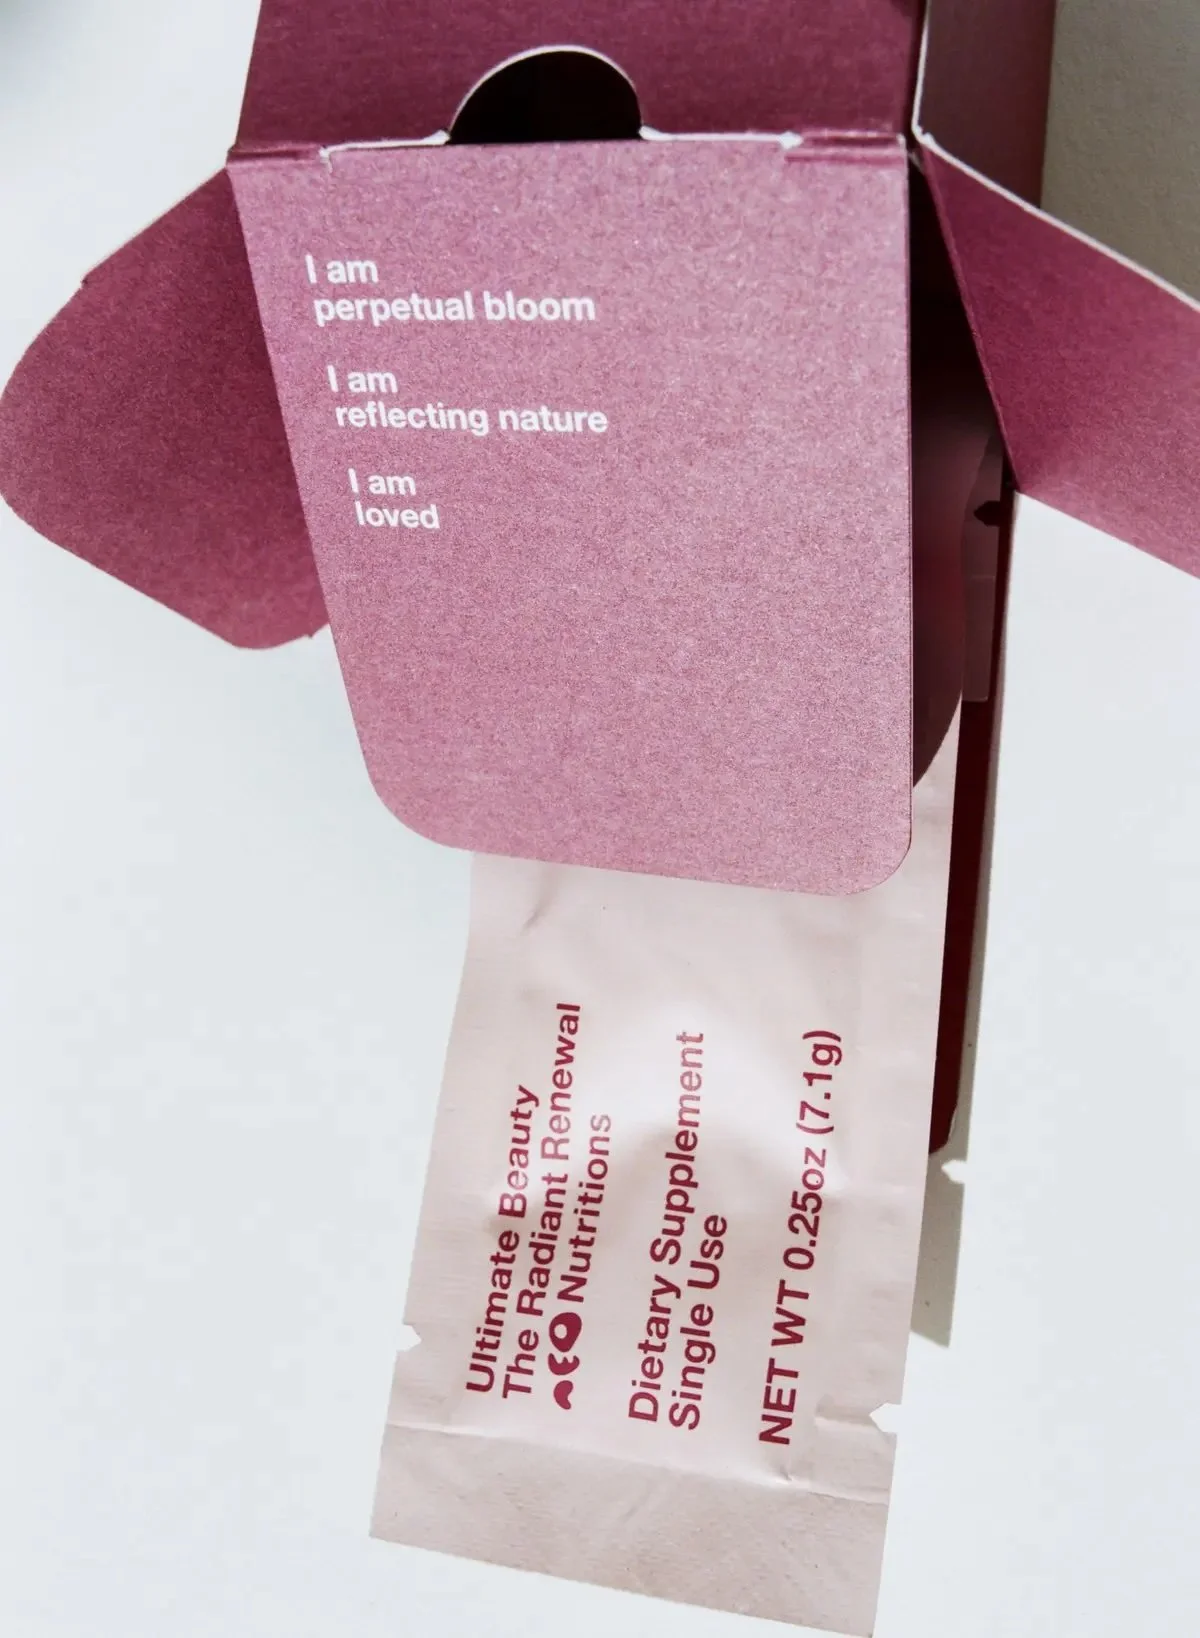 I am
perpetual bloom
I am
reflecting nature
I am
loved
Ultimate Beauty
The Radiant Renewal
Nutritions
Dietary Supplement
Single Use
NET WT 0.25oz (7.1g)